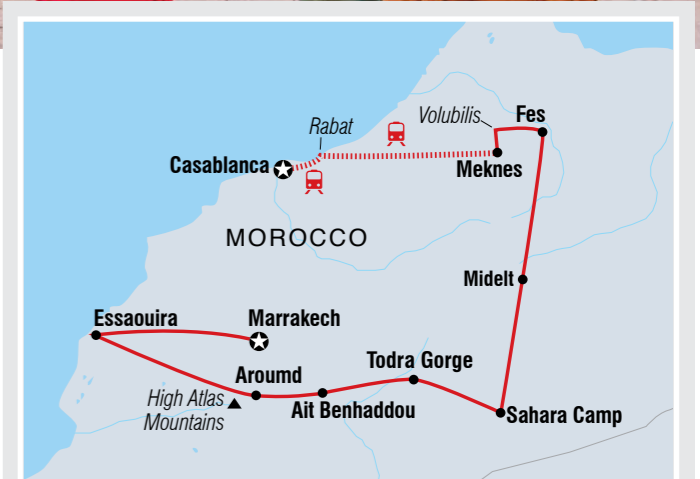 Rabat
Volubilis
Fes
Casablanca
Meknes
MOROCCO
Midelt
Essaouira
Marrakech
Todra Gorge
Aroumd
High Atlas
Mountains
Ait Benhaddou
Sahara Camp